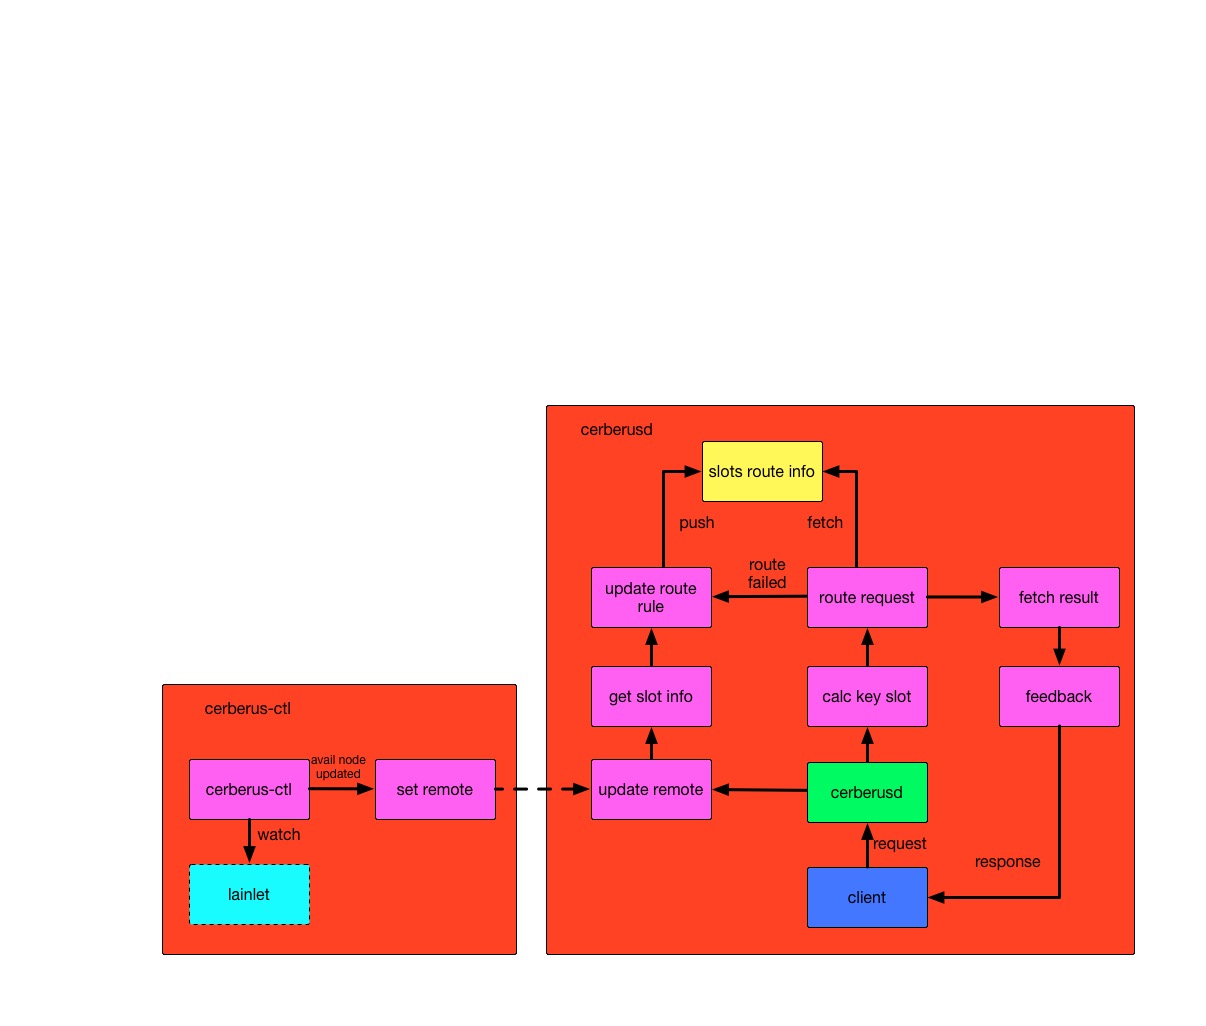 cerberusd
slots route info
push
fetch
route
failed
update route
rule
route request
fetch result
get slot info
calc key slot
feedback
cerberus-ctl
avail node
updated
cerberus-ctl
set remote
update remote
cerberusd
watch
request
response
lainlet
client